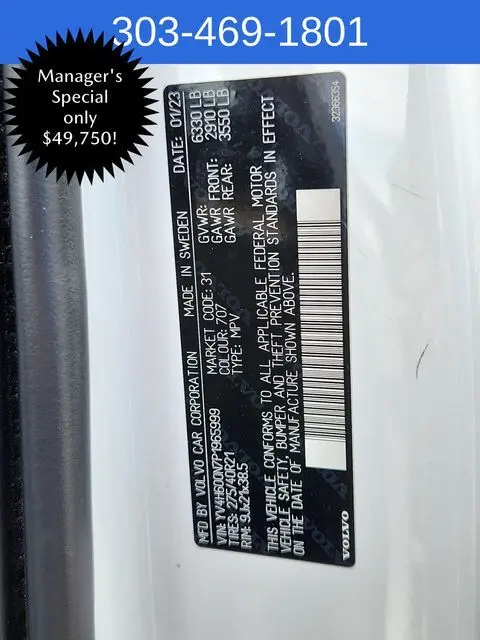 303-469-1801
Manager's
Special
only
$49,750!
MFD BY VOLVO CAR CORPORATION MADE IN SWEDEN DATE: 01/23
VIN: YV4H600N7P1965999 MARKET CODE: 31 GVWR: 6330 LB
TIRES: 275/40R21 COLOUR: 707 GAWR FRONT: 2990 LB
RIM: 9Jx21x38.5 TYPE: MPV GAWR REAR: 3550 LB
THIS VEHICLE CONFORMS TO ALL APPLICABLE FEDERAL MOTOR
VEHICLE SAFETY, BUMPER AND THEFT PREVENTION STANDARDS IN EFFECT
ON THE DATE OF MANUFACTURE SHOWN ABOVE.
VOLVO
32366354